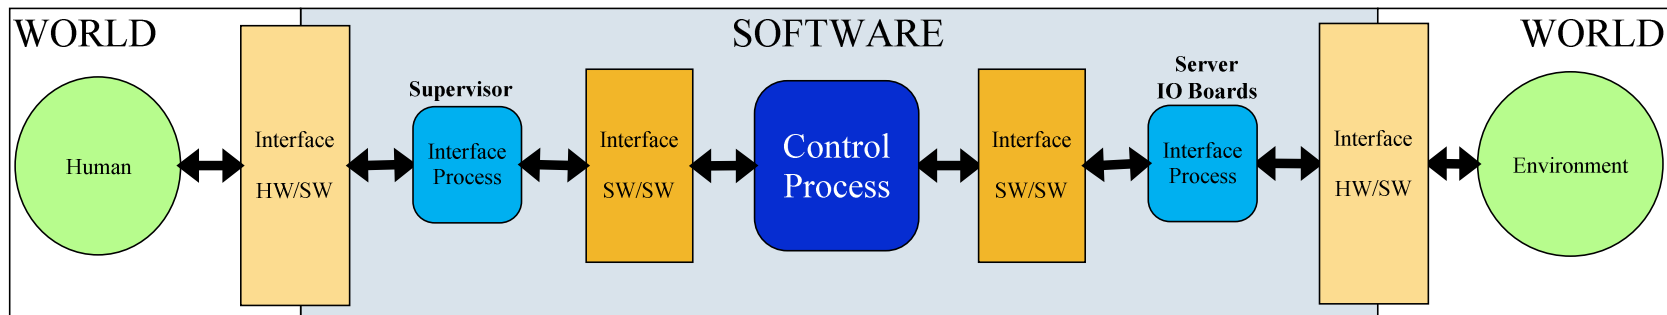 WORLD
SOFTWARE
WORLD
Human
Interface
HW/SW
Supervisor
Interface
Process
Interface
SW/SW
Control
Process
Interface
SW/SW
Server
IO Boards
Interface
Process
Interface
HW/SW
Environment